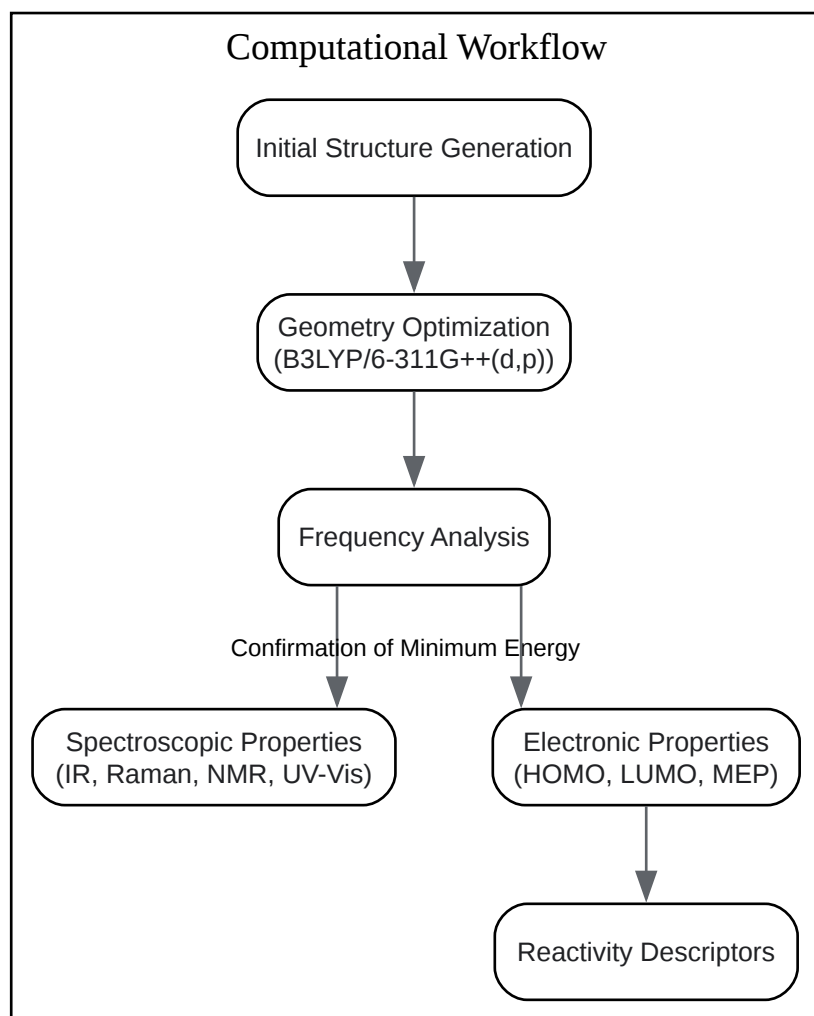 Computational Workflow
Initial Structure Generation
Geometry Optimization
(B3LYP/6-311G++(d,p))
Frequency Analysis
Confirmation of Minimum Energy
Spectroscopic Properties
(IR, Raman, NMR, UV-Vis)
Electronic Properties
(HOMO, LUMO, MEP)
Reactivity Descriptors